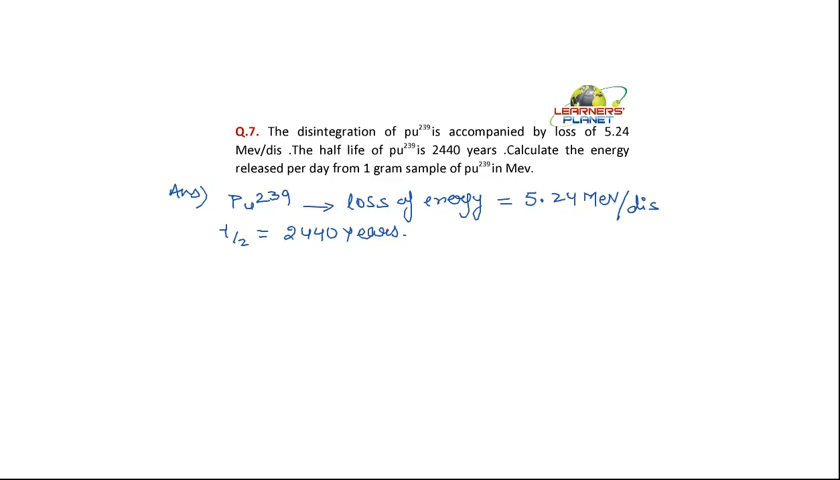 LEARNERS'
PLANET
Q.7. The disintegration of pu²³⁹is accompanied by loss of 5.24
Mev/dis .The half life of pu²³⁹ is 2440 years .Calculate the energy
released per day from 1 gram sample of pu²³⁹ in Mev.
Ans) Pu239 → loss of energy = 5.24 MeV/dis
t1/2 = 2440 years.